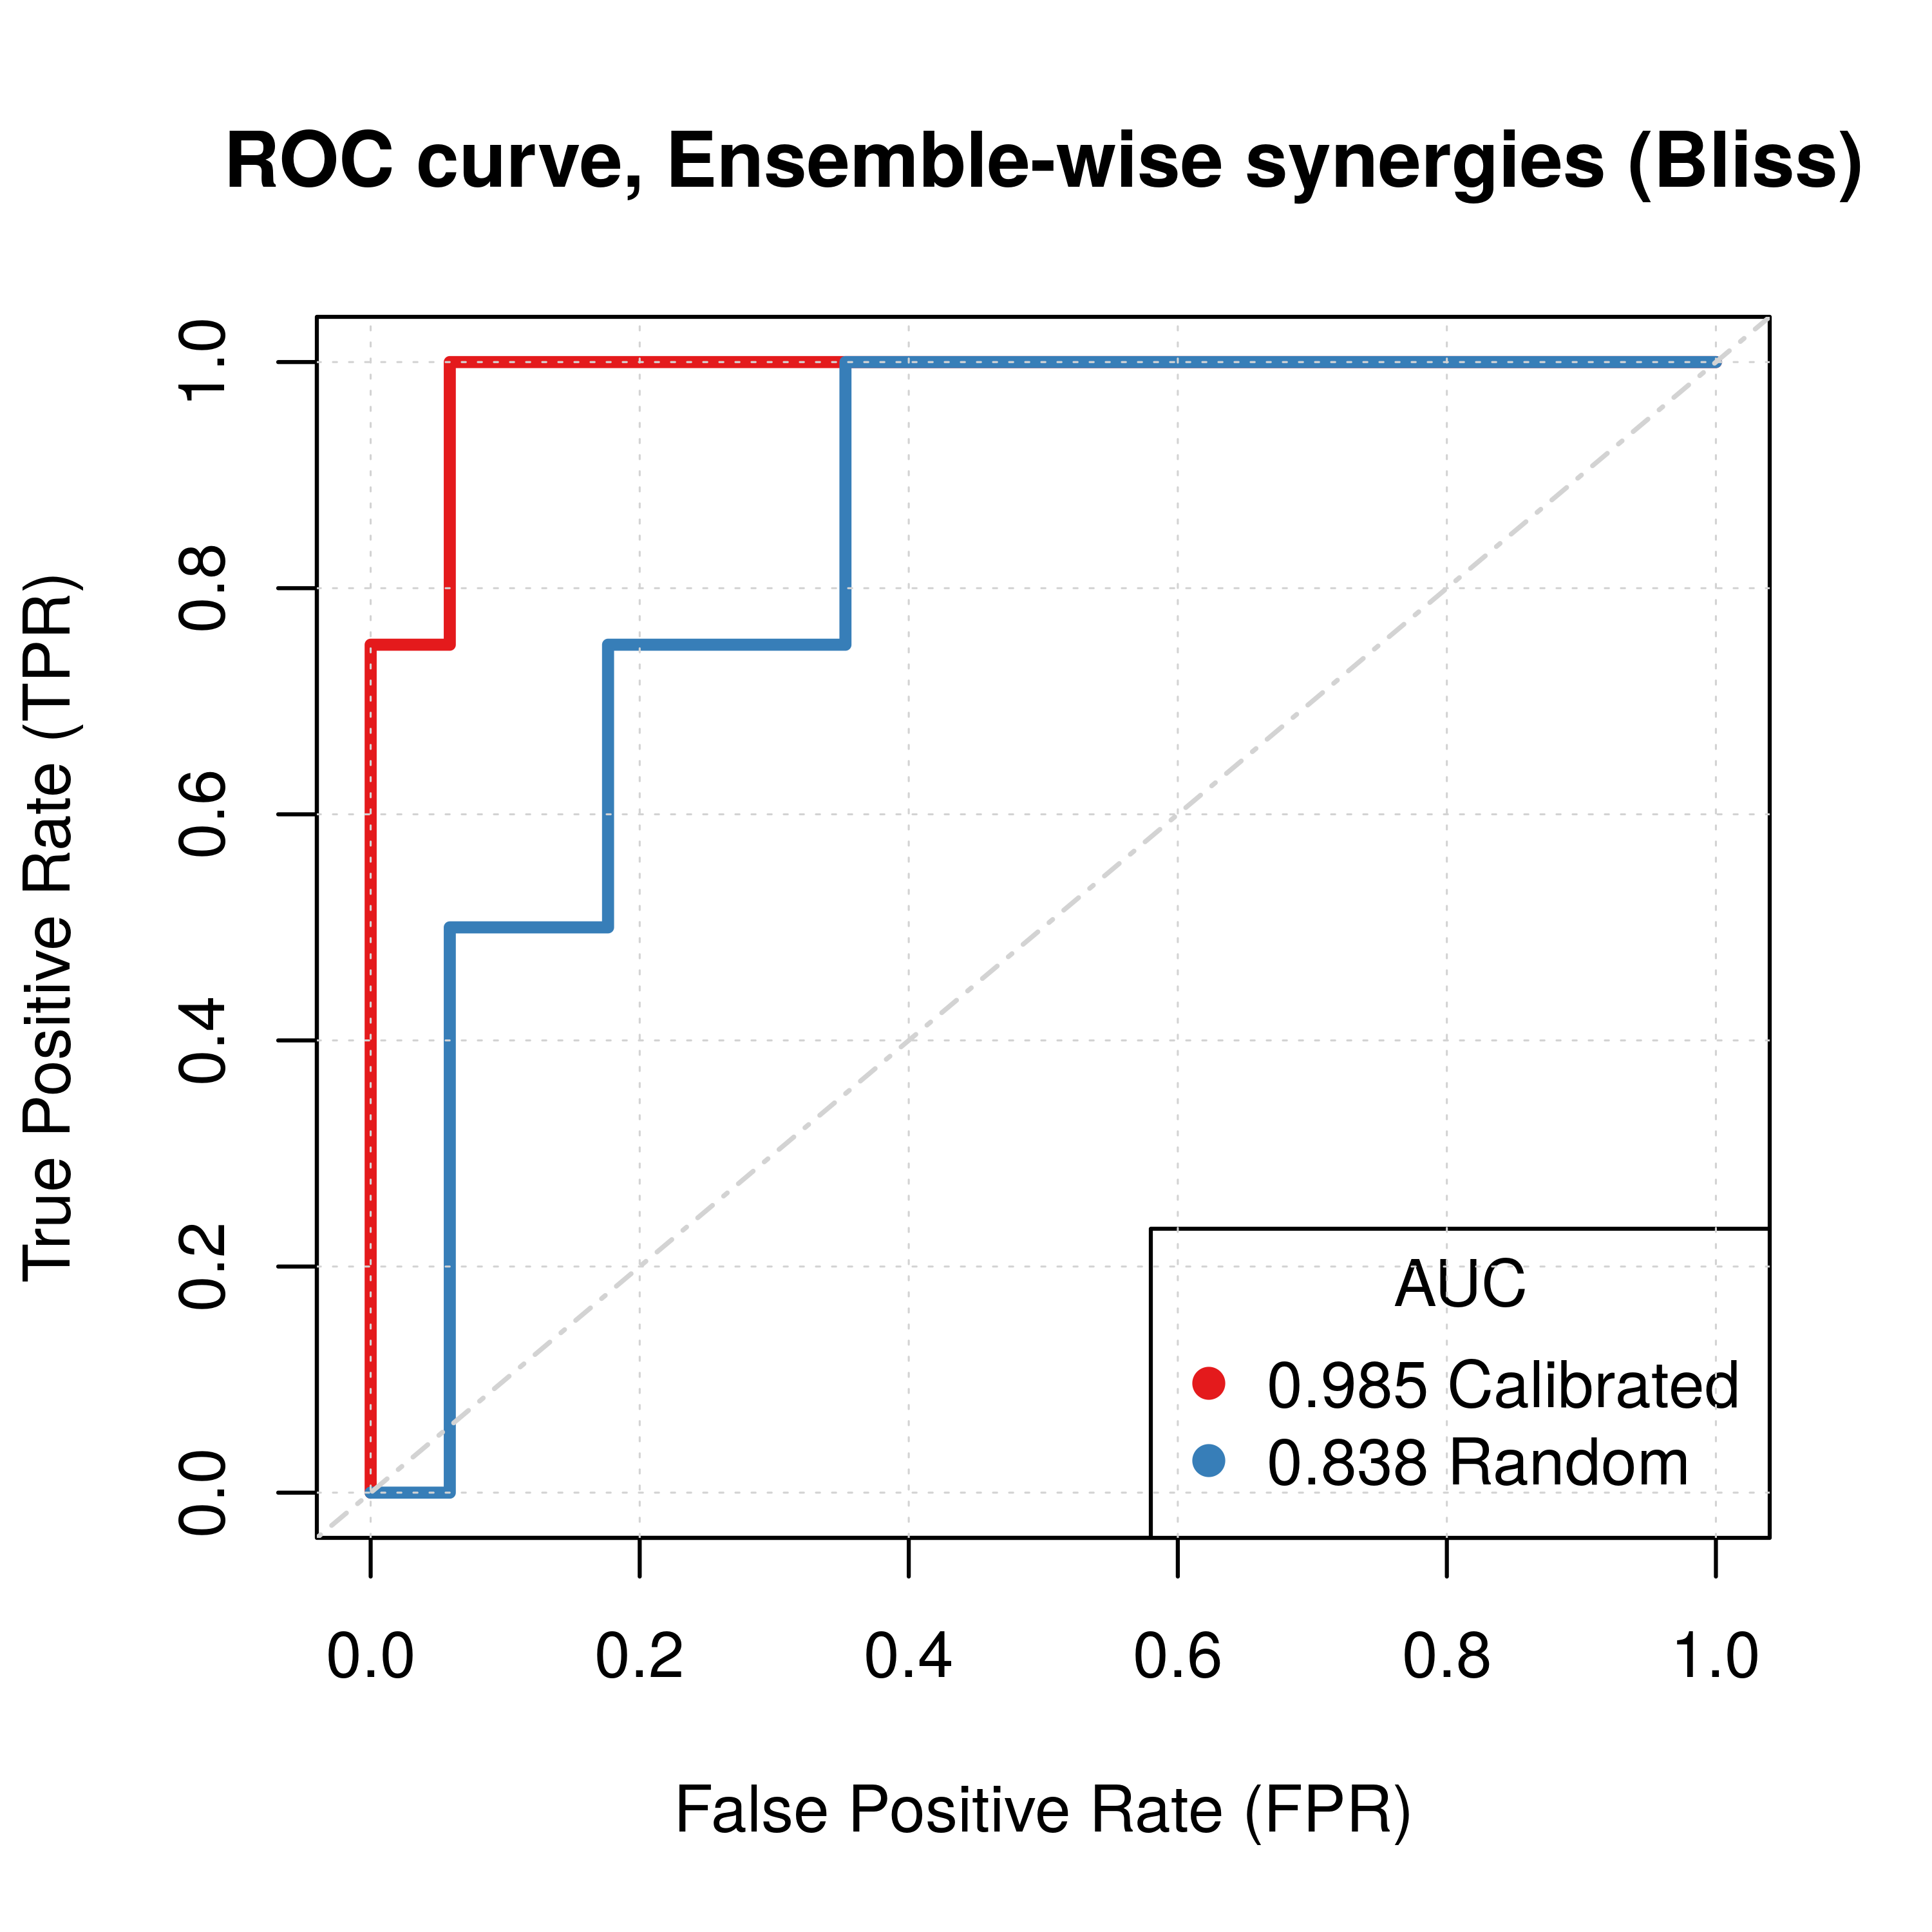 ROC curve, Ensemble-wise synergies (Bliss)
True Positive Rate (TPR)
1.0
0.8
0.6
0.4
0.2
0.0
AUC
0.985 Calibrated
0.838 Random
0.0 0.2 0.4 0.6 0.8 1.0
False Positive Rate (FPR)